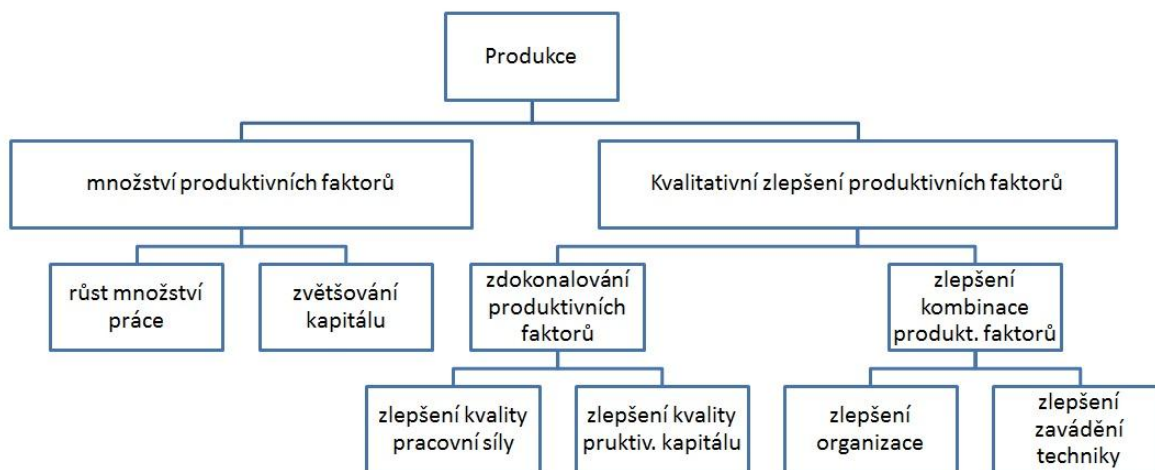 Produkce
množství produktivních faktorů
Kvalitativní zlepšení produktivních faktorů
růst množství
práce
zvětšování
kapitálu
zdokonalování
produktivních
faktorů
zlepšení
kombinace
produkt. faktorů
zlepšení kvality
pracovní síly
zlepšení kvality
pruktiv. kapitálu
zlepšení
organizace
zlepšení
zavádění
techniky